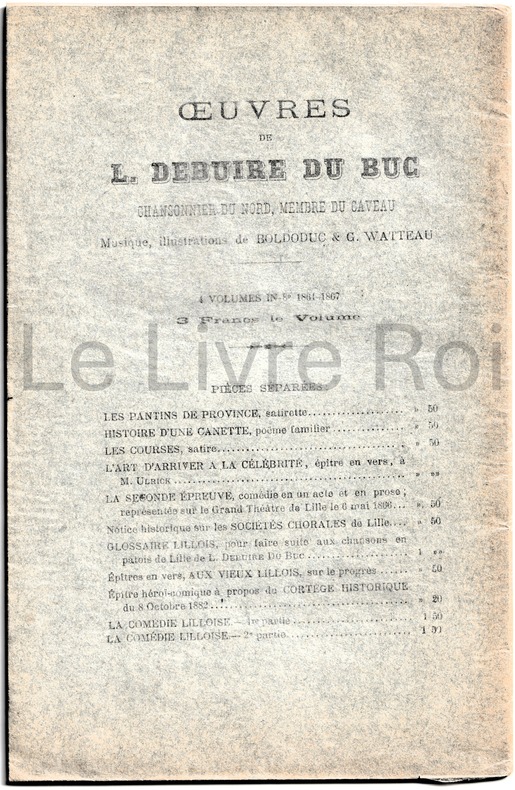 ŒUVRES
DE
L. DEBUIRE DU BUC
CHANSONNIER DU NORD, MEMBRE DU CAVEAU
Musique, illustrations de BOLDODUC & G. WATTEAU
4 VOLUMES IN-8º 1861-1867
3 Francs le Volume
Le Livre Roi
PIÈCES SÉPARÉES:
LES PANTINS DE PROVINCE, satirette.................... » 50
HISTOIRE D'UNE CANETTE, poëme familier............... » 50
LES COURSES, satire..................................... » 50
L'ART D'ARRIVER A LA CÉLÉBRITÉ, épître en vers, à
M. ULRICK.............................................. » »»
LA SECONDE ÉPREUVE, comédie en un acte et en prose;
représentée sur le Grand Théâtre de Lille le 6 mai... » 50
Notice historique sur les SOCIÉTÉS CHORALES de Lille.... » 50
GLOSSAIRE LILLOIS, pour faire suite aux chansons en
patois de Lille de L. DEBUIRE DU BUC.................... 1 »»
Épîtres en vers, AUX VIEUX LILLOIS, sur le progrès....... » 50
Épître héroï-comique à propos du CORTÈGE HISTORIQUE
du 8 Octobre 1882....................................... » 20
LA COMÉDIE LILLOISE.— 1re partie........................ 1 50
LA COMÉDIE LILLOISE.— 2e partie......................... 1 50